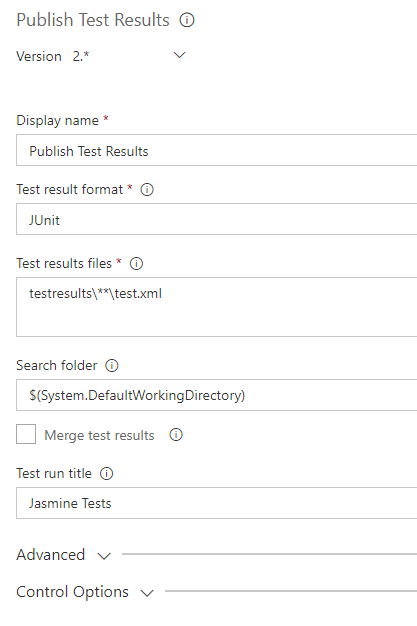 Publish Test Results
Version 2.*
Display name *
Publish Test Results
Test result format *
JUnit
Test results files *
testresults\**\test.xml
Search folder
$(System.DefaultWorkingDirectory)
Merge test results
Test run title
Jasmine Tests
Advanced
Control Options